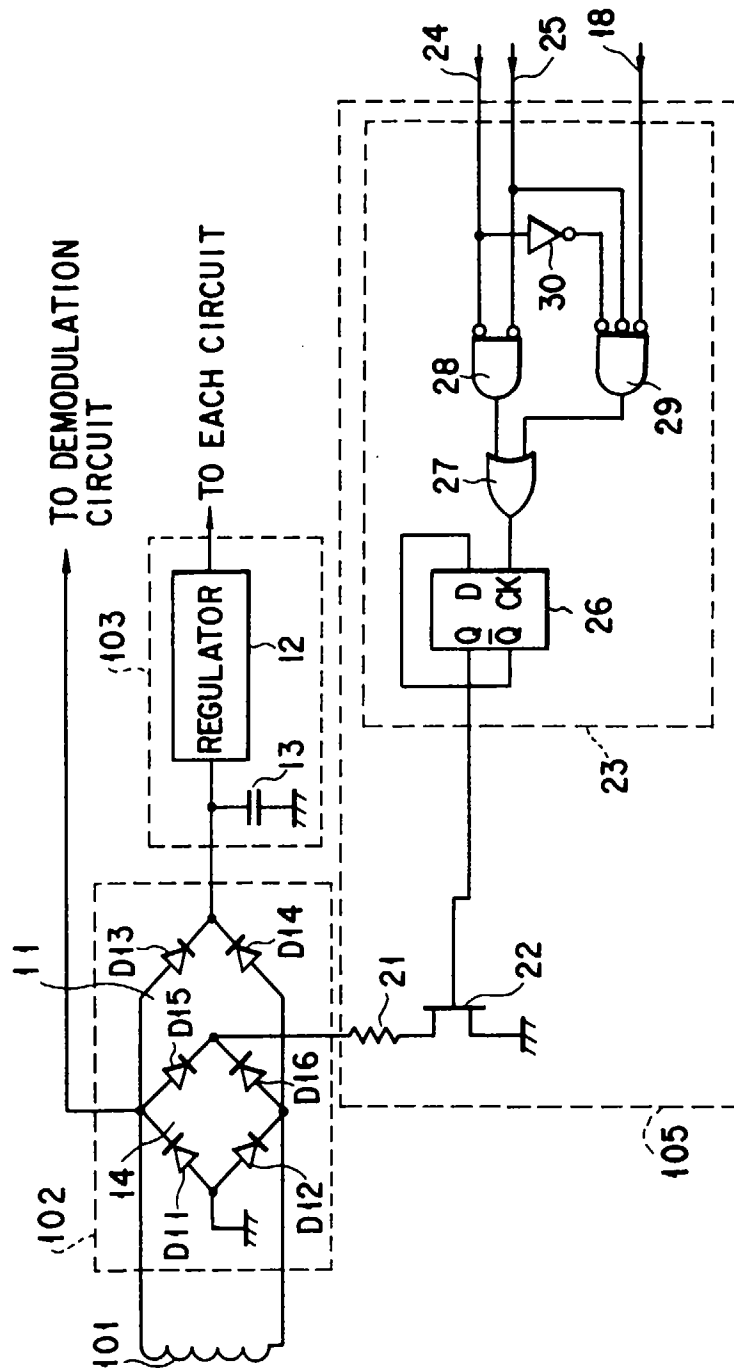 TO DEMODULATION
CIRCUIT
TO EACH CIRCUIT
103
REGULATOR
12
13
102
11
D13
D14
D15
D16
14
D11
D12
101
21
22
105
23
Q
D
Q̅
CK
26
27
28
29
30
24
25
18